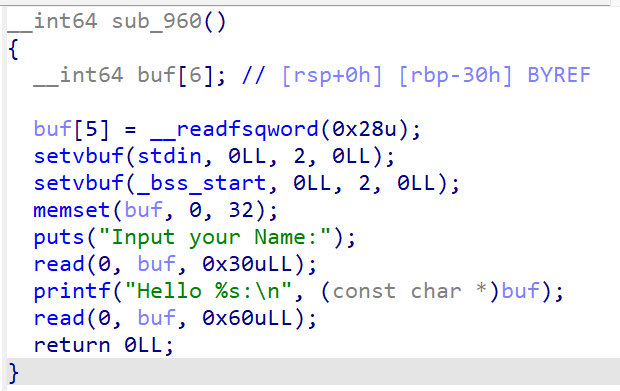 __int64 sub_960()
{
  __int64 buf[6]; // [rsp+0h] [rbp-30h] BYREF

  buf[5] = __readfsqword(0x28u);
  setvbuf(stdin, 0LL, 2, 0LL);
  setvbuf(_bss_start, 0LL, 2, 0LL);
  memset(buf, 0, 32);
  puts("Input your Name:");
  read(0, buf, 0x30uLL);
  printf("Hello %s:\n", (const char *)buf);
  read(0, buf, 0x60uLL);
  return 0LL;
}